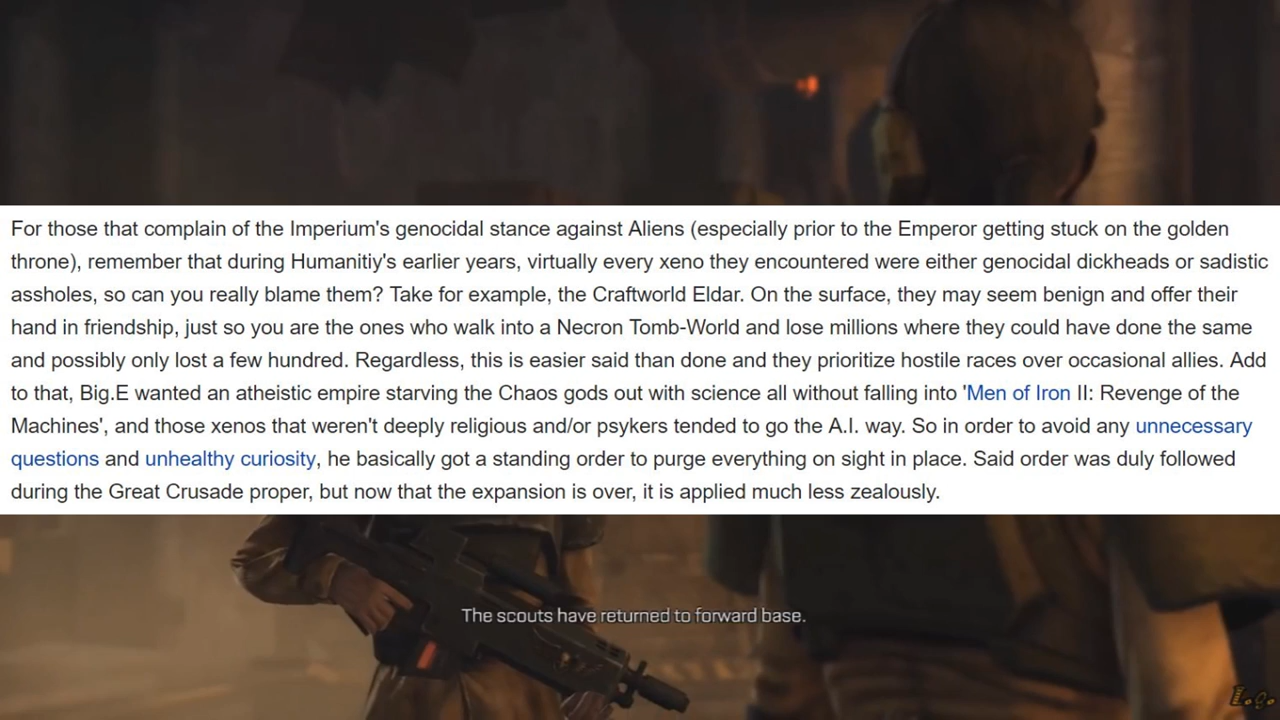 For those that complain of the Imperium's genocidal stance against Aliens (especially prior to the Emperor getting stuck on the golden
throne), remember that during Humanitiy's earlier years, virtually every xeno they encountered were either genocidal dickheads or sadistic
assholes, so can you really blame them? Take for example, the Craftworld Eldar. On the surface, they may seem benign and offer their
hand in friendship, just so you are the ones who walk into a Necron Tomb-World and lose millions where they could have done the same
and possibly only lost a few hundred. Regardless, this is easier said than done and they prioritize hostile races over occasional allies. Add
to that, Big.E wanted an atheistic empire starving the Chaos gods out with science all without falling into 'Men of Iron II: Revenge of the
Machines', and those xenos that weren't deeply religious and/or psykers tended to go the A.I. way. So in order to avoid any unnecessary
questions and unhealthy curiosity, he basically got a standing order to purge everything on sight in place. Said order was duly followed
during the Great Crusade proper, but now that the expansion is over, it is applied much less zealously.
The scouts have returned to forward base.